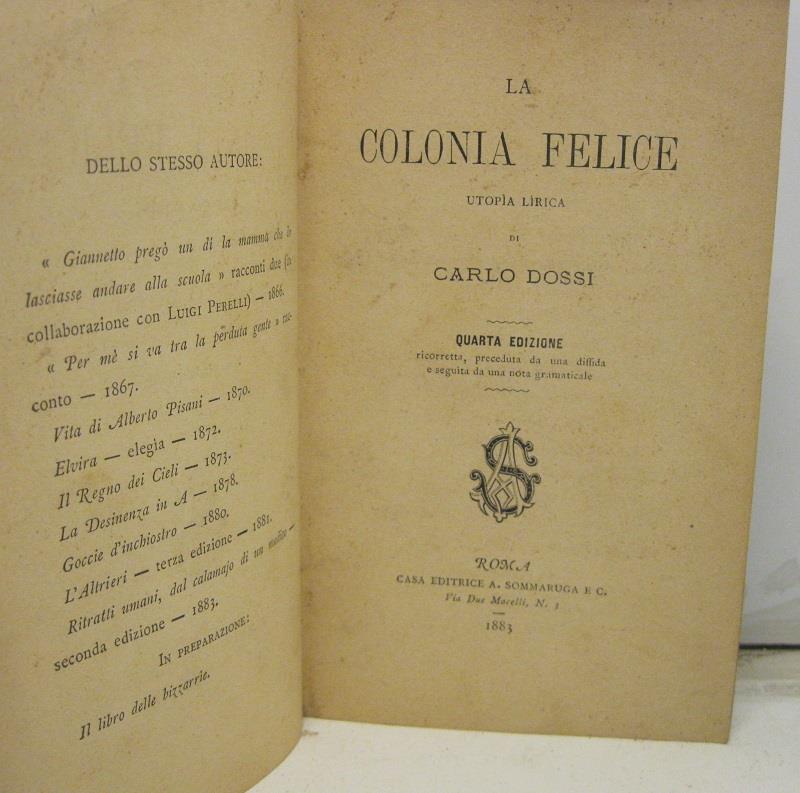 DELLO STESSO AUTORE:
« Giannetto pregò un dì la mamma che lo
lasciasse andare alla scuola » racconti due (in
collaborazione con LUIGI PERELLI) — 1866.
« Per mè si va tra la perduta gente » rac-
conto — 1867.
Vita di Alberto Pisani — 1870.
Elvira — elegìa — 1872.
Il Regno dei Cieli — 1873.
La Desinenza in A — 1878.
Goccie d'inchiostro — 1880.
L'Altrieri — terza edizione — 1881.
Ritratti umani, dal calamajo di un mèdico —
seconda edizione — 1883.
IN PREPARAZIONE:
Il libro delle bizzarrie.
LA
COLONIA FELICE
UTOPÌA LÌRICA
DI
CARLO DOSSI
QUARTA EDIZIONE
ricorretta, preceduta da una diffida
e seguita da una nota gramaticale
ROMA
CASA EDITRICE A. SOMMARUGA E C.
Via Due Macelli, N. 3
1883